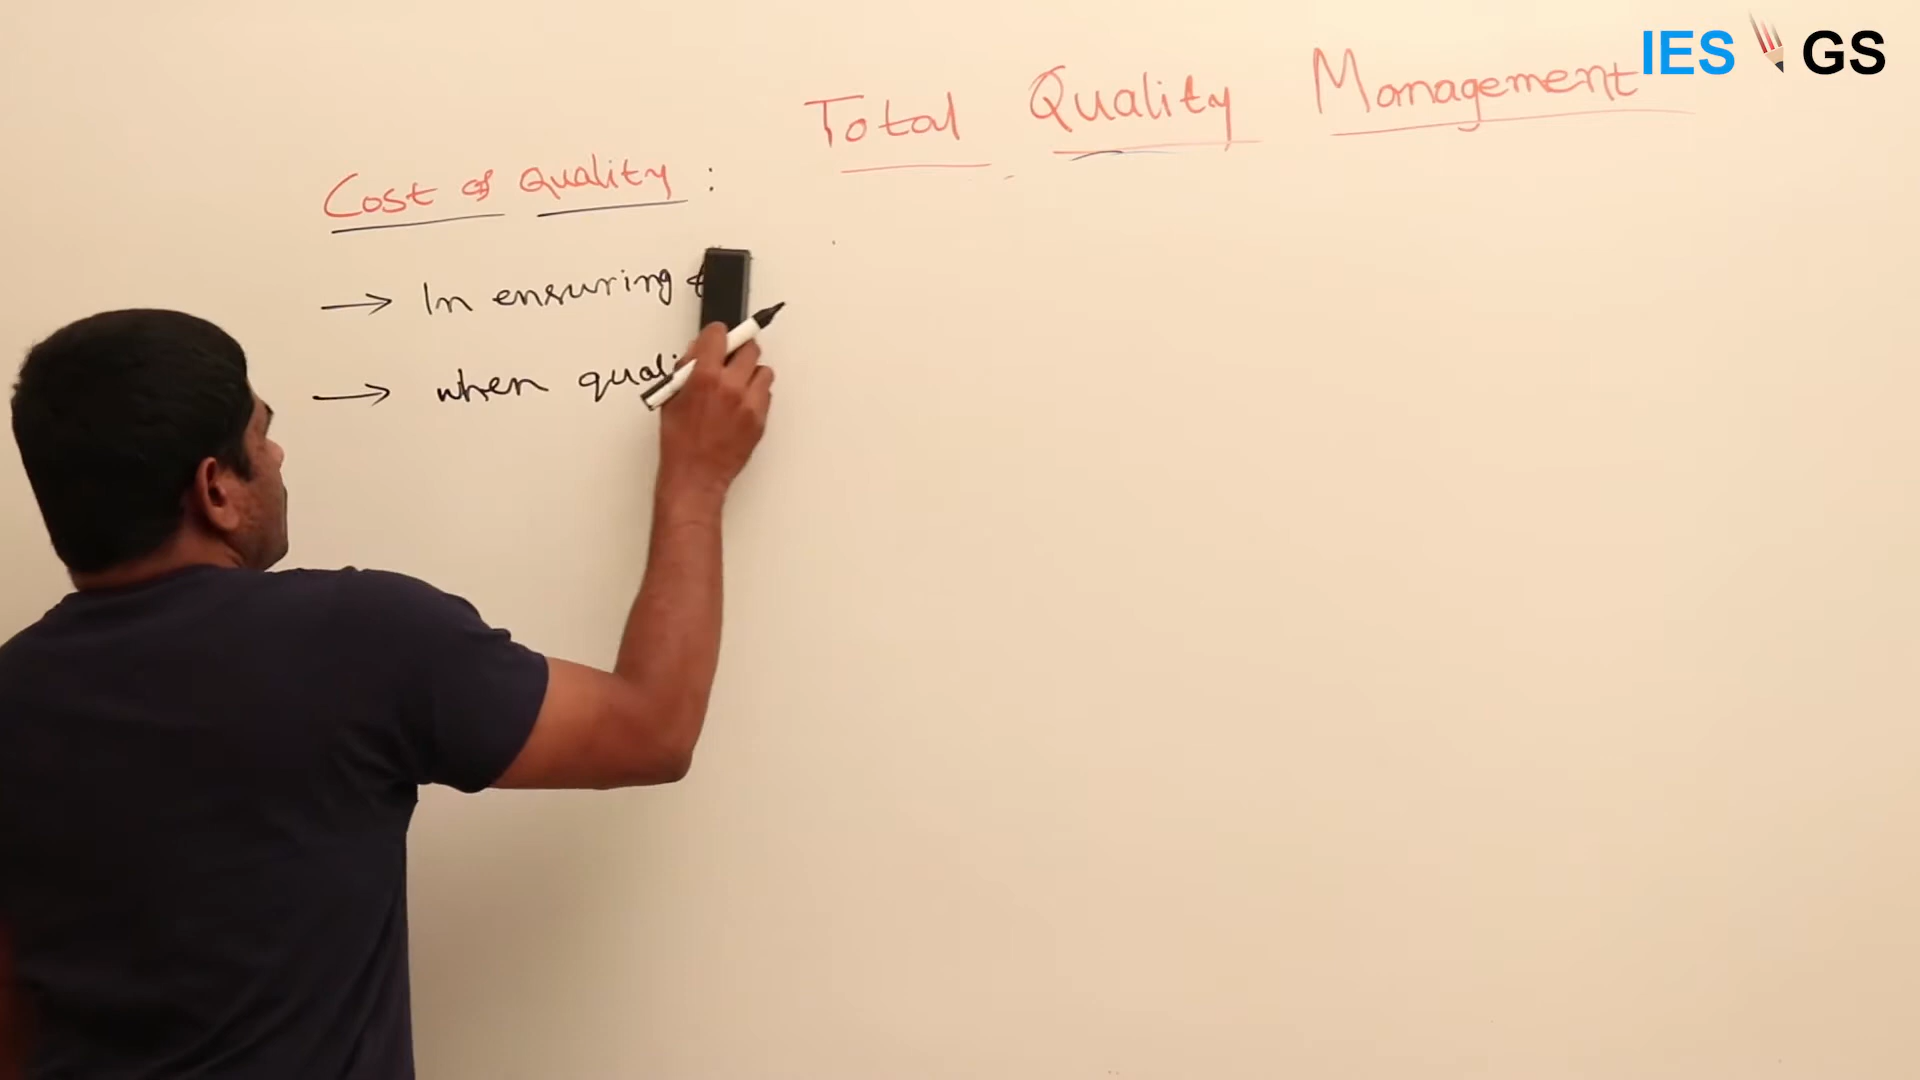 IES GS
Total Quality Management
Cost of quality :
→ In ensuring
→ when